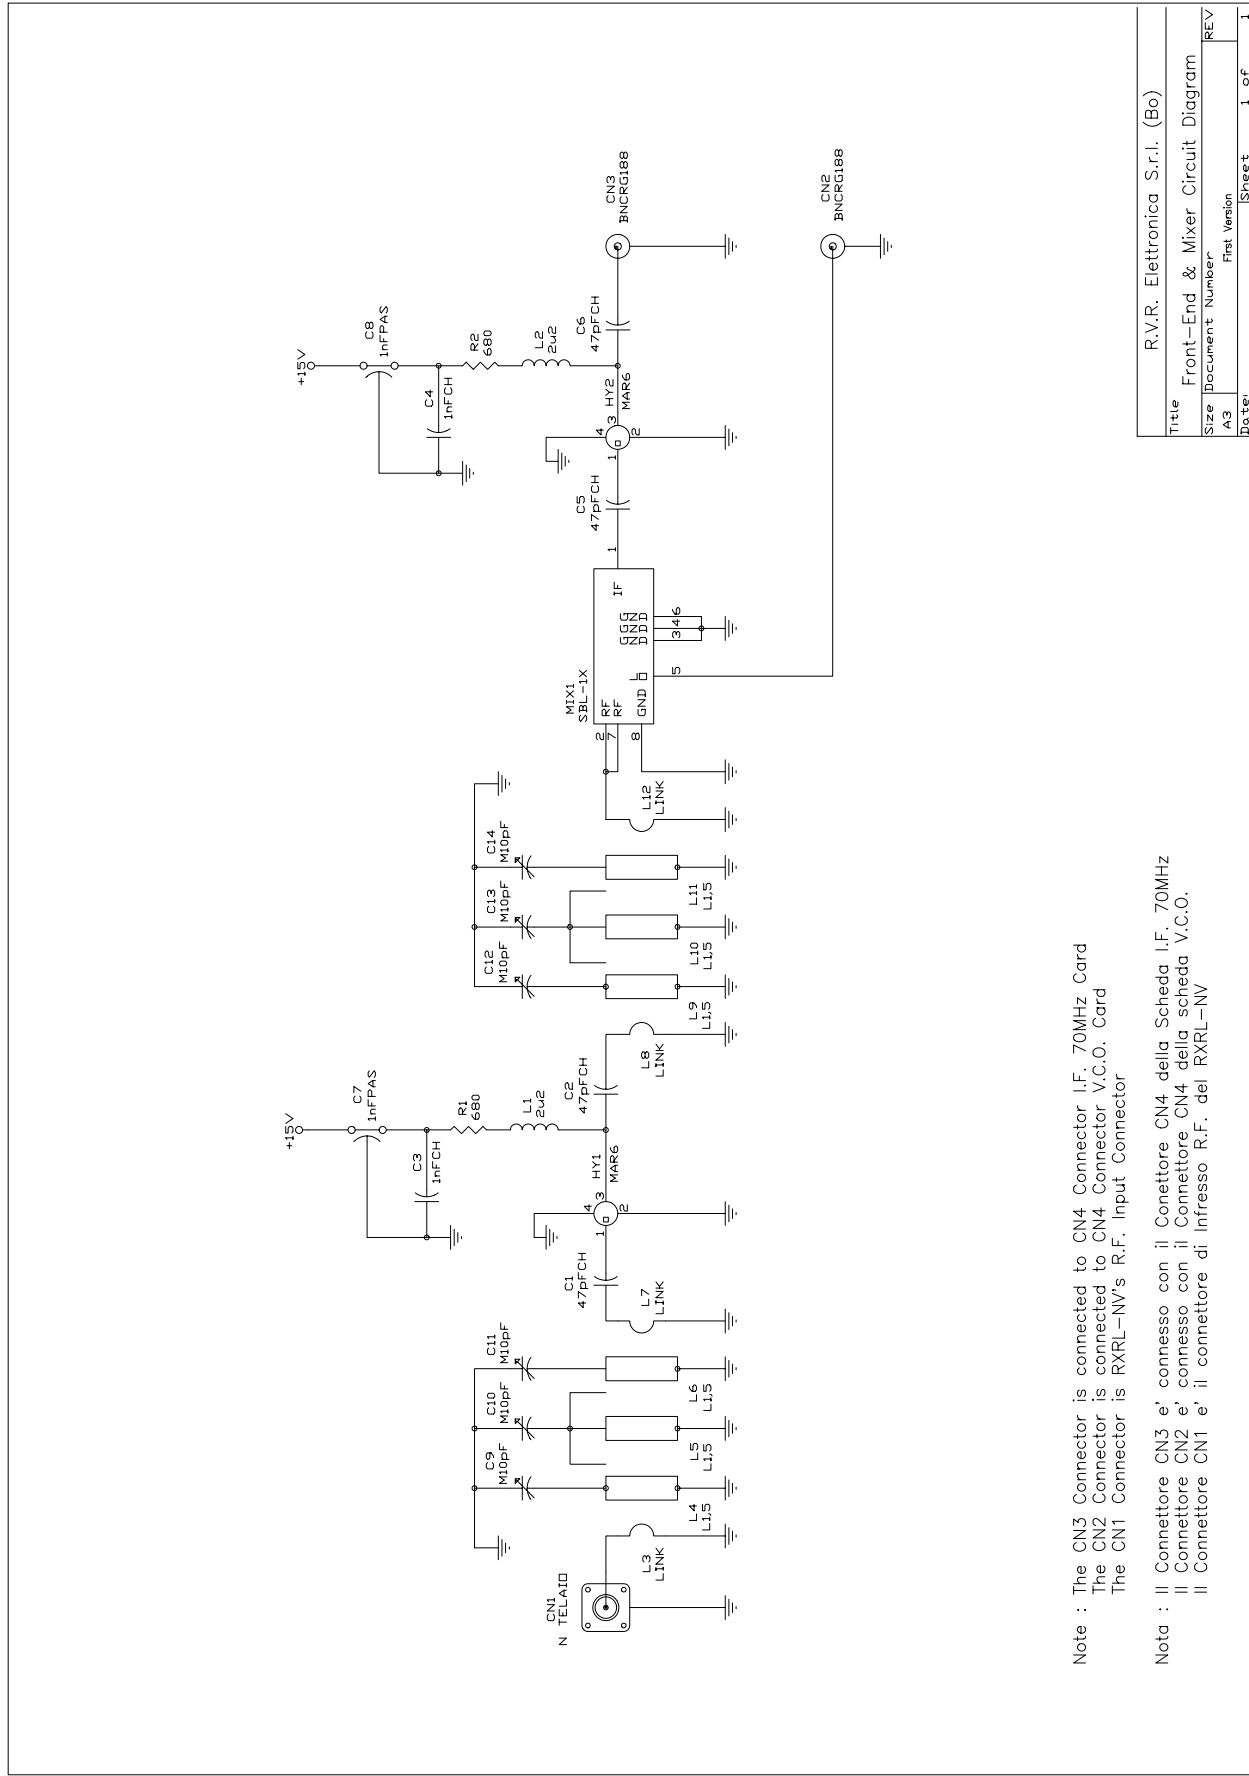 CN1
N TELAIO
L3
LINK
C9
M10pF
C10
M10pF
C11
M10pF
L4
L1,5
L5
L1,5
L6
L1,5
L7
LINK
C1
47pFCH
1
4
3
2
HY1
MAR6
+15V
C7
1nFPAS
C3
1nFCH
R1
680
L1
2u2
C2
47pFCH
L8
LINK
C12
M10pF
C13
M10pF
C14
M10pF
L9
L1,5
L10
L1,5
L11
L1,5
L12
LINK
MIX1
SBL-1X
2
7
8
RF
RF
GND
LO
GND
GND
GND
IF
5
3
4
6
1
C5
47pFCH
1
4
3
2
HY2
MAR6
+15V
C8
1nFPAS
C4
1nFCH
R2
680
L2
2u2
C6
47pFCH
CN3
BNCRG188
CN2
BNCRG188
Note : The CN3 Connector is connected to CN4 Connector I.F. 70MHz Card
The CN2 Connector is connected to CN4 Connector V.C.O. Card
The CN1 Connector is RXRL-NV's R.F. Input Connector
Nota : Il Connettore CN3 e' connesso con il Conettore CN4 della Scheda I.F. 70MHz
Il Connettore CN2 e' connesso con il Connettore CN4 della scheda V.C.O.
Il Connettore CN1 e' il connettore di Infresso R.F. del RXRL-NV
R.V.R. Elettronica S.r.l. (Bo)
Title
Front-End & Mixer Circuit Diagram
Size Document Number REV
A3 First Version
Date: Sheet 1 of 1